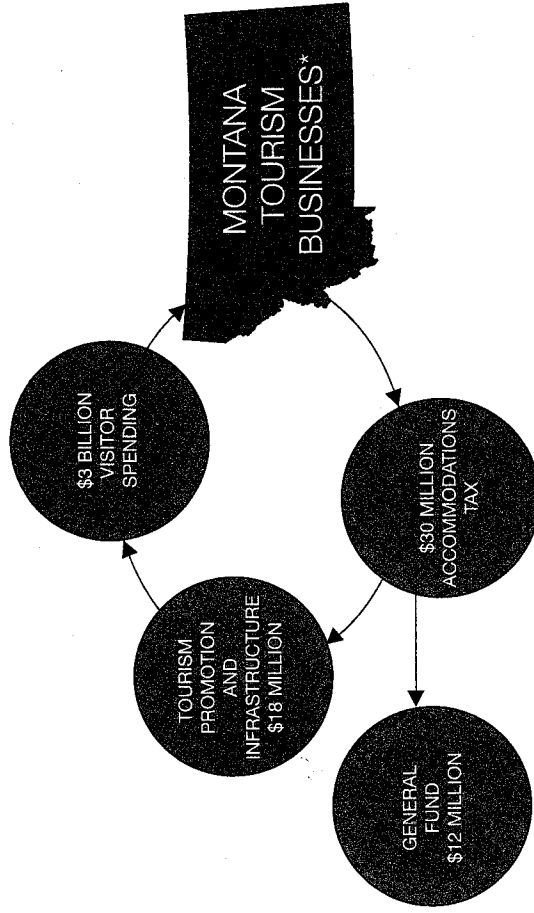 MONTANA
TOURISM
BUSINESSES*
$3 BILLION
VISITOR
SPENDING
TOURISM
PROMOTION
AND
INFRASTRUCTURE
$18 MILLION
$30 MILLION
ACCOMMODATIONS
TAX
GENERAL
FUND
$12 MILLION